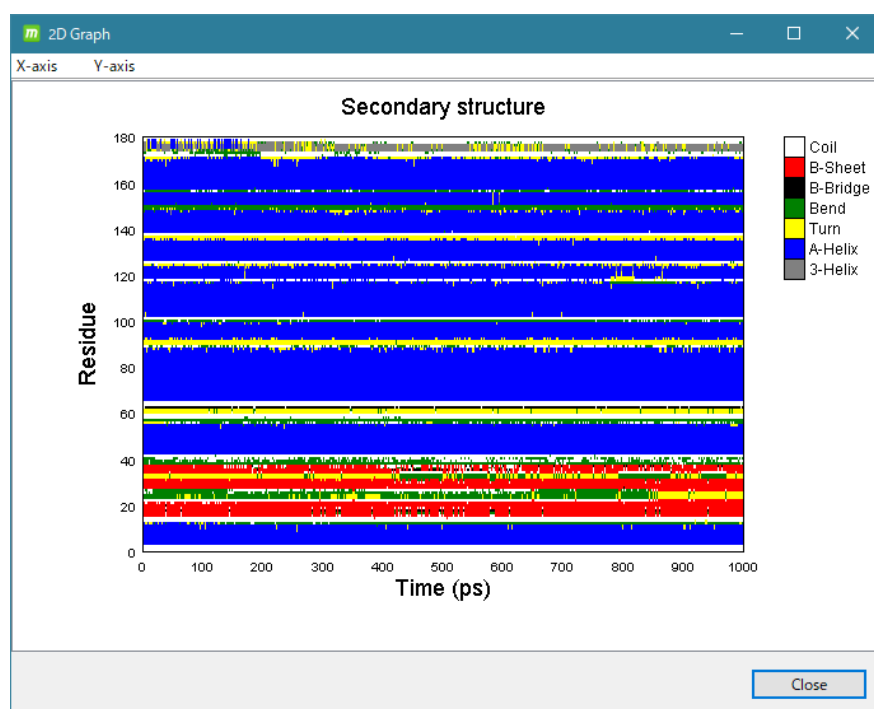 m 2D Graph
X-axis Y-axis
Secondary structure
180
160
140
120
100
80
60
40
20
0
Residue
0 100 200 300 400 500 600 700 800 900 1000
Time (ps)
Coil
B-Sheet
B-Bridge
Bend
Turn
A-Helix
3-Helix
Close